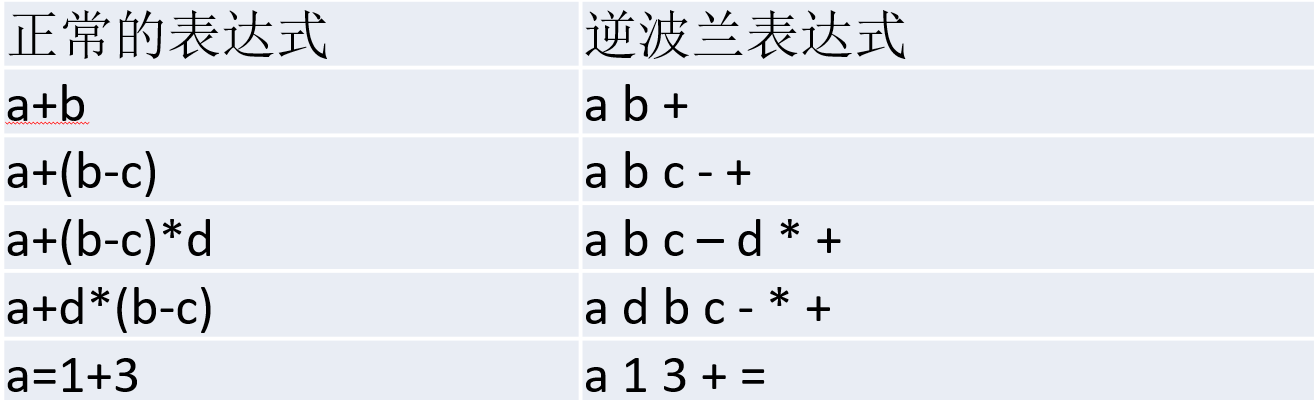 正常的表达式 逆波兰表达式
a+b a b +
a+(b-c) a b c - +
a+(b-c)*d a b c – d * +
a+d*(b-c) a d b c - * +
a=1+3 a 1 3 + =